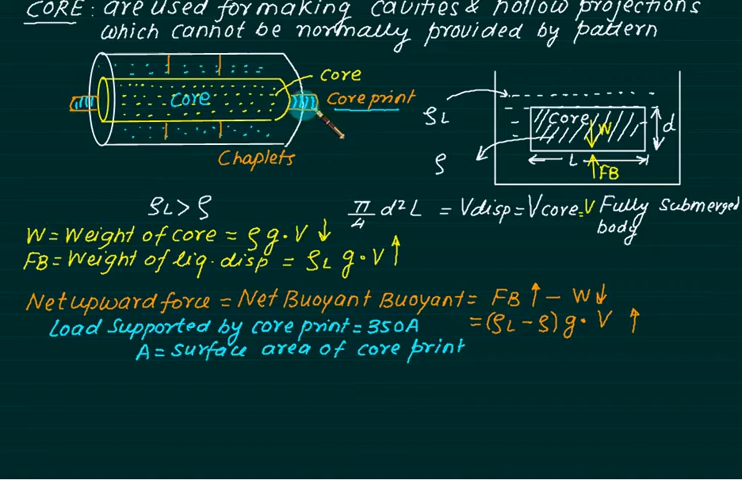 CORE: are used for making cavities & hollow projections
which cannot be normally provided by pattern
core
core
Core print
Chaplets
ρL
ρ
core
W
d
L
FB
ρL > ρ
π/4 d²L = Vdisp = Vcore = V Fully submerged
body
W = Weight of core = ρg.V ↓
FB = Weight of liq. disp = ρL g.V ↑
Net upward force = Net Buoyant Buoyant = FB ↑ - W ↓
= (ρL - ρ) g. V ↑
Load supported by core print = 350A
A = surface area of core print